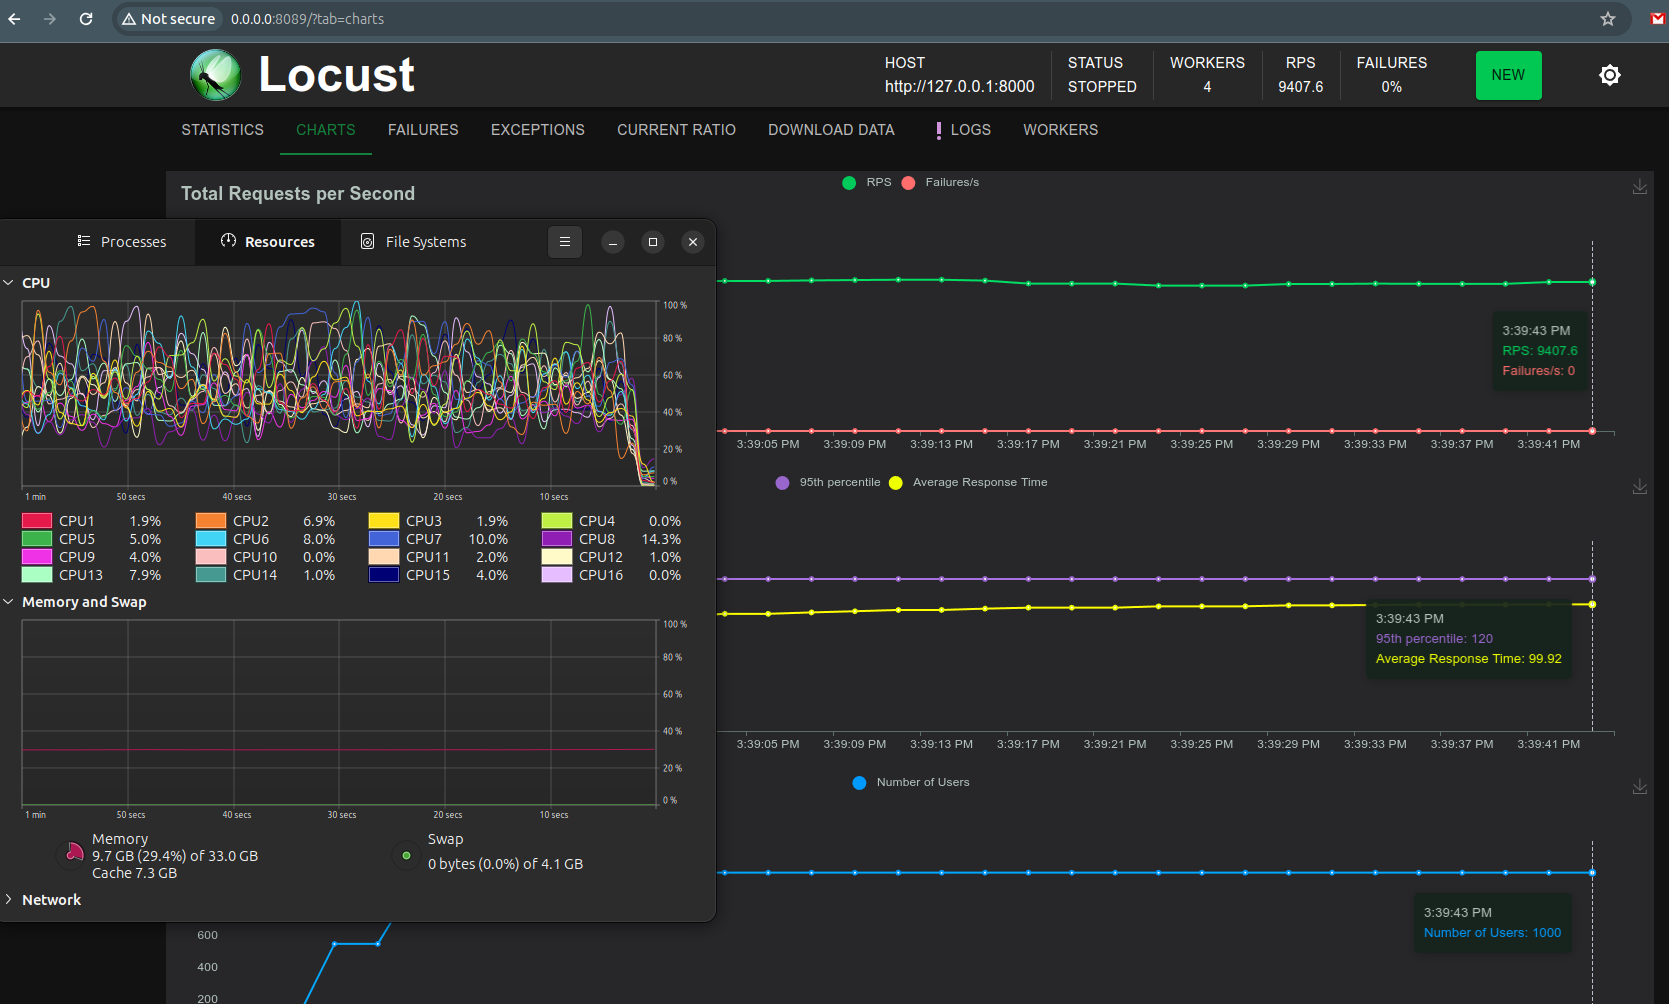 Not secure 0.0.0.0:8089/?tab=charts
Locust
HOST
http://127.0.0.1:8000
STATUS
STOPPED
WORKERS
4
RPS
9407.6
FAILURES
0%
NEW
STATISTICS CHARTS FAILURES EXCEPTIONS CURRENT RATIO DOWNLOAD DATA LOGS WORKERS
Total Requests per Second
RPS Failures/s
3:39:43 PM
RPS: 9407.6
Failures/s: 0
3:39:05 PM 3:39:09 PM 3:39:13 PM 3:39:17 PM 3:39:21 PM 3:39:25 PM 3:39:29 PM 3:39:33 PM 3:39:37 PM 3:39:41 PM
95th percentile Average Response Time
3:39:43 PM
95th percentile: 120
Average Response Time: 99.92
3:39:05 PM 3:39:09 PM 3:39:13 PM 3:39:17 PM 3:39:21 PM 3:39:25 PM 3:39:29 PM 3:39:33 PM 3:39:37 PM 3:39:41 PM
Number of Users
3:39:43 PM
Number of Users: 1000
600
400
200
Processes Resources File Systems
CPU
100 %
80 %
60 %
40 %
20 %
0 %
1 min 50 secs 40 secs 30 secs 20 secs 10 secs
CPU1 1.9% CPU2 6.9% CPU3 1.9% CPU4 0.0%
CPU5 5.0% CPU6 8.0% CPU7 10.0% CPU8 14.3%
CPU9 4.0% CPU10 0.0% CPU11 2.0% CPU12 1.0%
CPU13 7.9% CPU14 1.0% CPU15 4.0% CPU16 0.0%
Memory and Swap
100 %
80 %
60 %
40 %
20 %
0 %
1 min 50 secs 40 secs 30 secs 20 secs 10 secs
Memory
9.7 GB (29.4%) of 33.0 GB
Cache 7.3 GB
Swap
0 bytes (0.0%) of 4.1 GB
Network